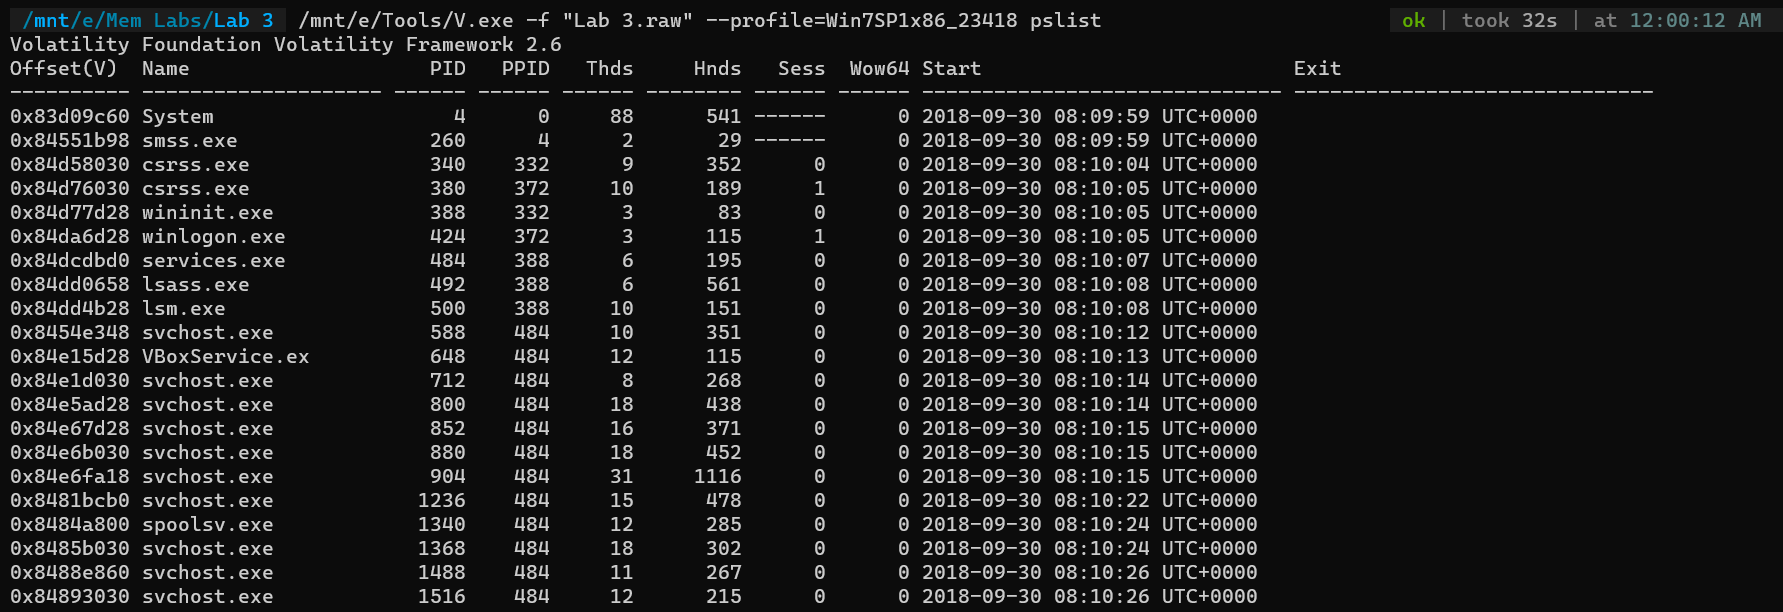 /mnt/e/Mem Labs/Lab 3 /mnt/e/Tools/V.exe -f "Lab 3.raw" --profile=Win7SP1x86_23418 pslist ok | took 32s | at 12:00:12 AM
Volatility Foundation Volatility Framework 2.6
Offset(V) Name PID PPID Thds Hnds Sess Wow64 Start Exit
---------- -------------------- ------ ------ ------ -------- ------ ------ ------------------------------ ------------------------------
0x83d09c60 System 4 0 88 541 ------ 0 2018-09-30 08:09:59 UTC+0000
0x84551b98 smss.exe 260 4 2 29 ------ 0 2018-09-30 08:09:59 UTC+0000
0x84d58030 csrss.exe 340 332 9 352 0 0 2018-09-30 08:10:04 UTC+0000
0x84d76030 csrss.exe 380 372 10 189 1 0 2018-09-30 08:10:05 UTC+0000
0x84d77d28 wininit.exe 388 332 3 83 0 0 2018-09-30 08:10:05 UTC+0000
0x84da6d28 winlogon.exe 424 372 3 115 1 0 2018-09-30 08:10:05 UTC+0000
0x84dcdbd0 services.exe 484 388 6 195 0 0 2018-09-30 08:10:07 UTC+0000
0x84dd0658 lsass.exe 492 388 6 561 0 0 2018-09-30 08:10:08 UTC+0000
0x84dd4b28 lsm.exe 500 388 10 151 0 0 2018-09-30 08:10:08 UTC+0000
0x8454e348 svchost.exe 588 484 10 351 0 0 2018-09-30 08:10:12 UTC+0000
0x84e15d28 VBoxService.ex 648 484 12 115 0 0 2018-09-30 08:10:13 UTC+0000
0x84e1d030 svchost.exe 712 484 8 268 0 0 2018-09-30 08:10:14 UTC+0000
0x84e5ad28 svchost.exe 800 484 18 438 0 0 2018-09-30 08:10:14 UTC+0000
0x84e67d28 svchost.exe 852 484 16 371 0 0 2018-09-30 08:10:15 UTC+0000
0x84e6b030 svchost.exe 880 484 18 452 0 0 2018-09-30 08:10:15 UTC+0000
0x84e6fa18 svchost.exe 904 484 31 1116 0 0 2018-09-30 08:10:15 UTC+0000
0x8481bcb0 svchost.exe 1236 484 15 478 0 0 2018-09-30 08:10:22 UTC+0000
0x8484a800 spoolsv.exe 1340 484 12 285 0 0 2018-09-30 08:10:24 UTC+0000
0x8485b030 svchost.exe 1368 484 18 302 0 0 2018-09-30 08:10:24 UTC+0000
0x8488e860 svchost.exe 1488 484 11 267 0 0 2018-09-30 08:10:26 UTC+0000
0x84893030 svchost.exe 1516 484 12 215 0 0 2018-09-30 08:10:26 UTC+0000